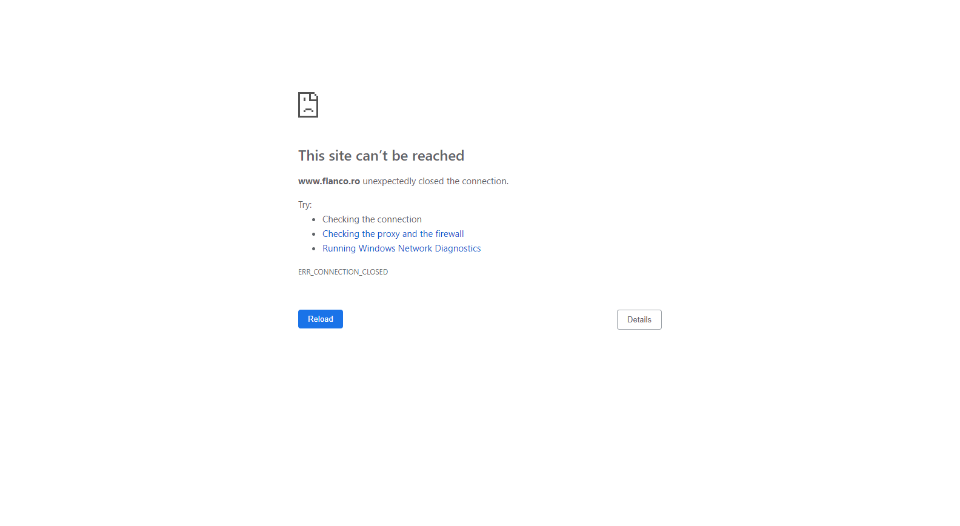 This site can't be reached
www.flanco.ro unexpectedly closed the connection.
Try:
Checking the connection
Checking the proxy and the firewall
Running Windows Network Diagnostics
ERR_CONNECTION_CLOSED
Reload
Details